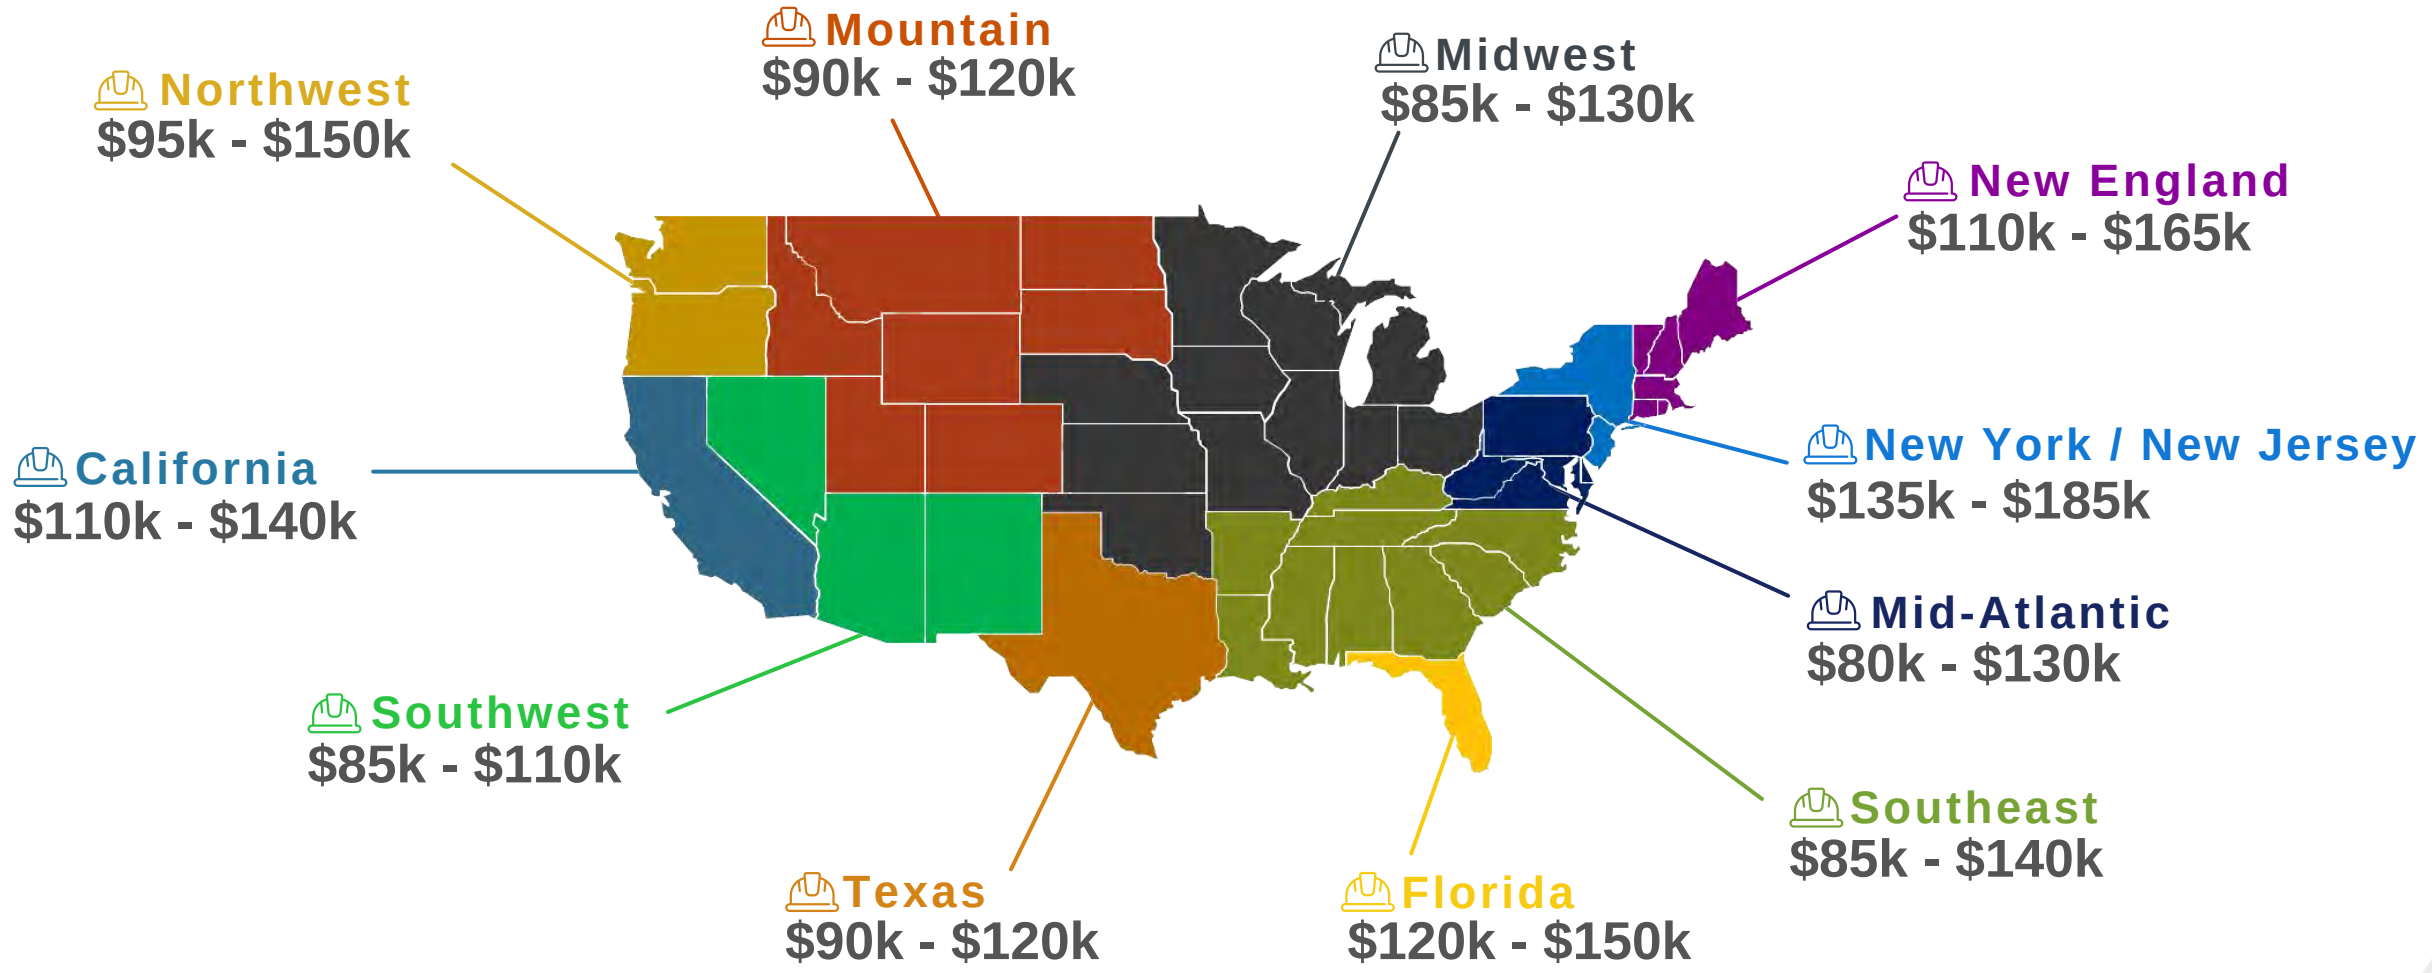 Mountain
$90k - $120k
Midwest
$85k - $130k
Northwest
$95k - $150k
New England
$110k - $165k
California
$110k - $140k
New York / New Jersey
$135k - $185k
Mid-Atlantic
$80k - $130k
Southwest
$85k - $110k
Southeast
$85k - $140k
Texas
$90k - $120k
Florida
$120k - $150k